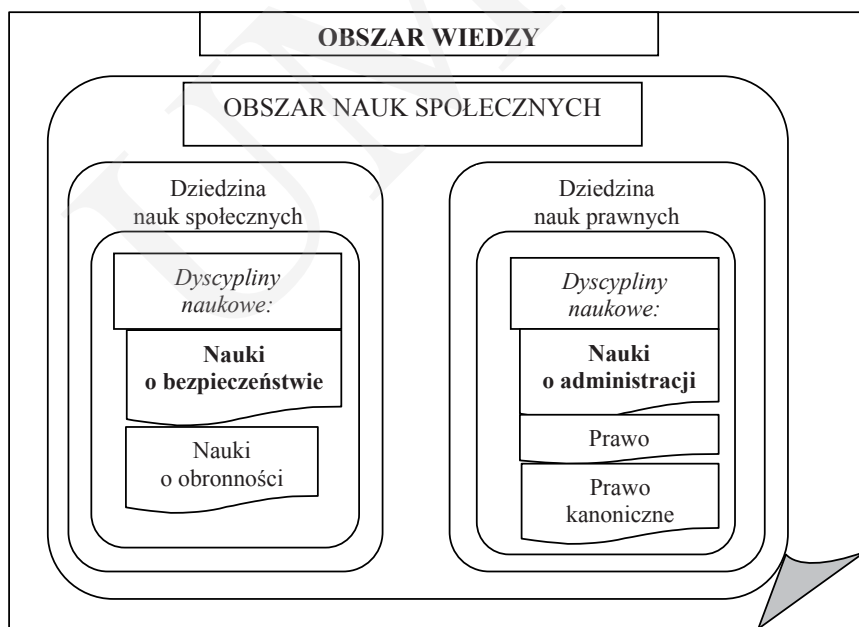 OBSZAR WIEDZY
OBSZAR NAUK SPOŁECZNYCH
Dziedzina
nauk społecznych
Dyscypliny
naukowe:
Nauki
o bezpieczeństwie
Nauki
o obronności
Dziedzina
nauk prawnych
Dyscypliny
naukowe:
Nauki
o administracji
Prawo
Prawo
kanoniczne